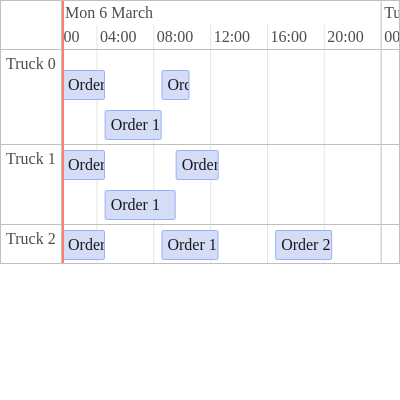 Mon 6 March Tu
00 04:00 08:00 12:00 16:00 20:00 00
Truck 0
Order Ord
Order 1
Truck 1
Order Order
Order 1
Truck 2
Order Order 1 Order 2